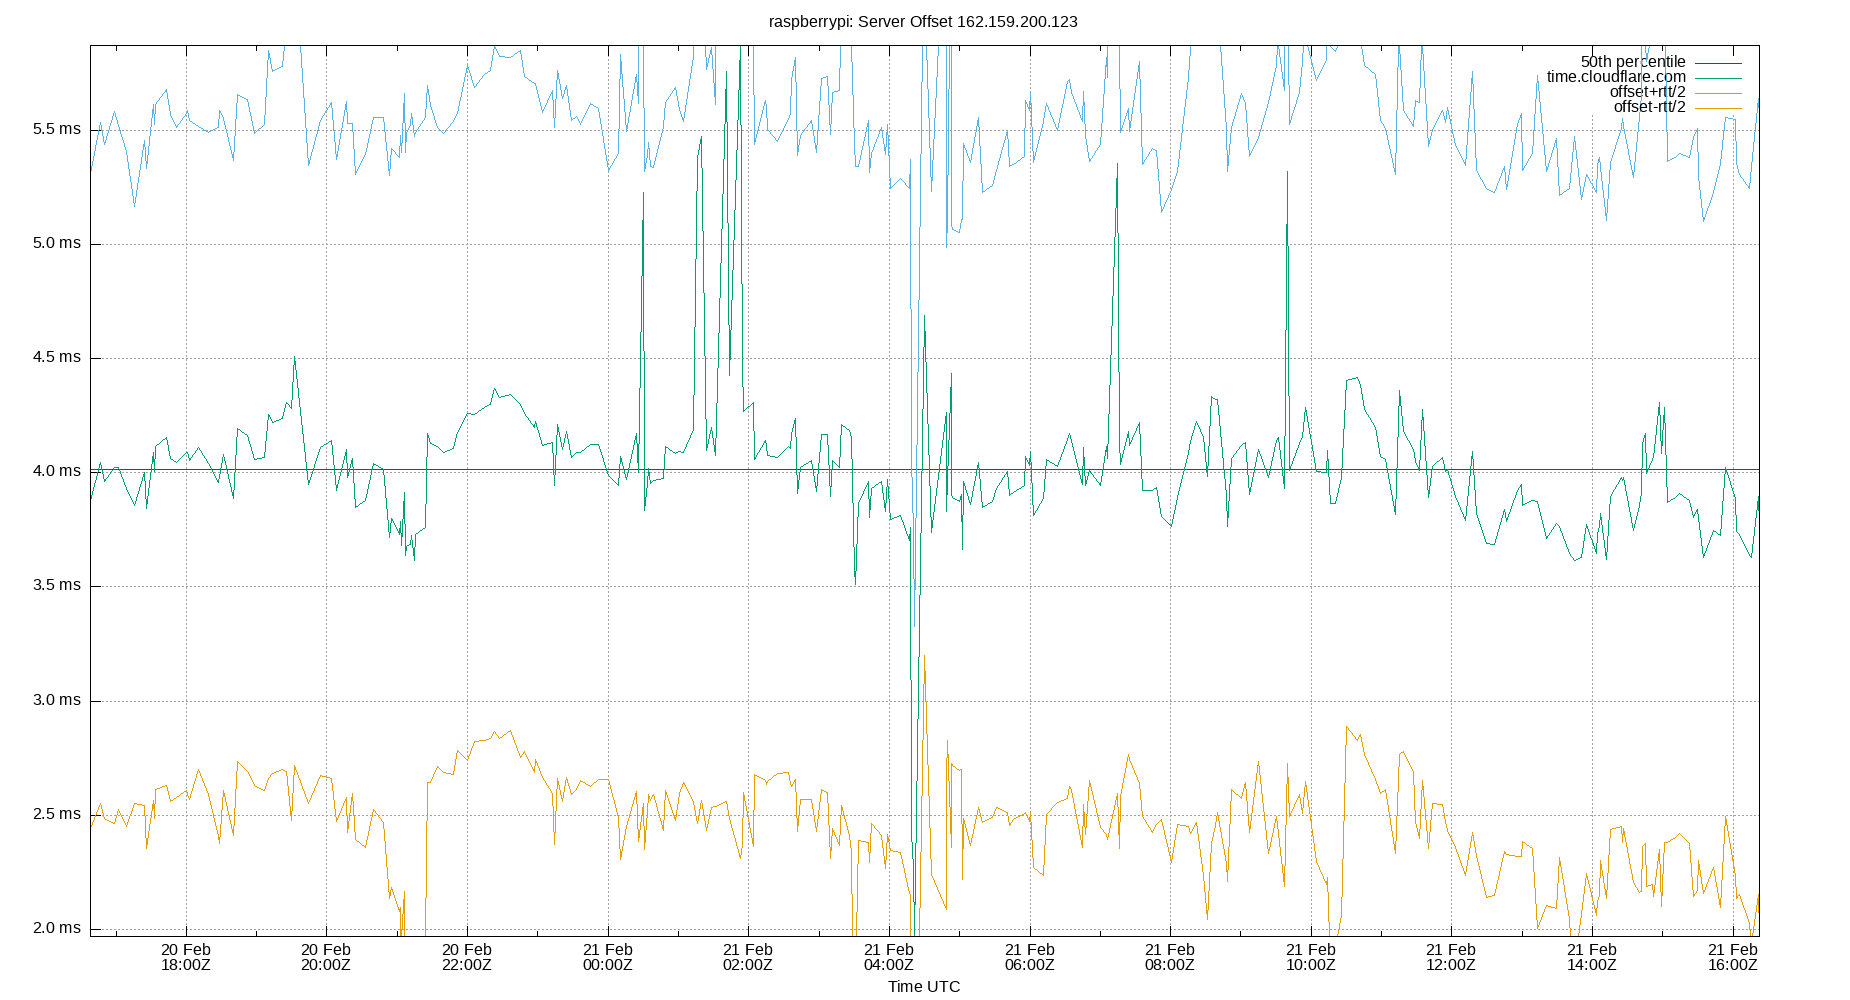 raspberrypi: Server Offset 162.159.200.123
50th percentile
time.cloudflare.com
offset+rtt/2
offset-rtt/2
5.5 ms
5.0 ms
4.5 ms
4.0 ms
3.5 ms
3.0 ms
2.5 ms
2.0 ms
20 Feb 20 Feb 20 Feb 21 Feb 21 Feb 21 Feb 21 Feb 21 Feb 21 Feb 21 Feb 21 Feb 21 Feb
18:00Z 20:00Z 22:00Z 00:00Z 02:00Z 04:00Z 06:00Z 08:00Z 10:00Z 12:00Z 14:00Z 16:00Z
Time UTC